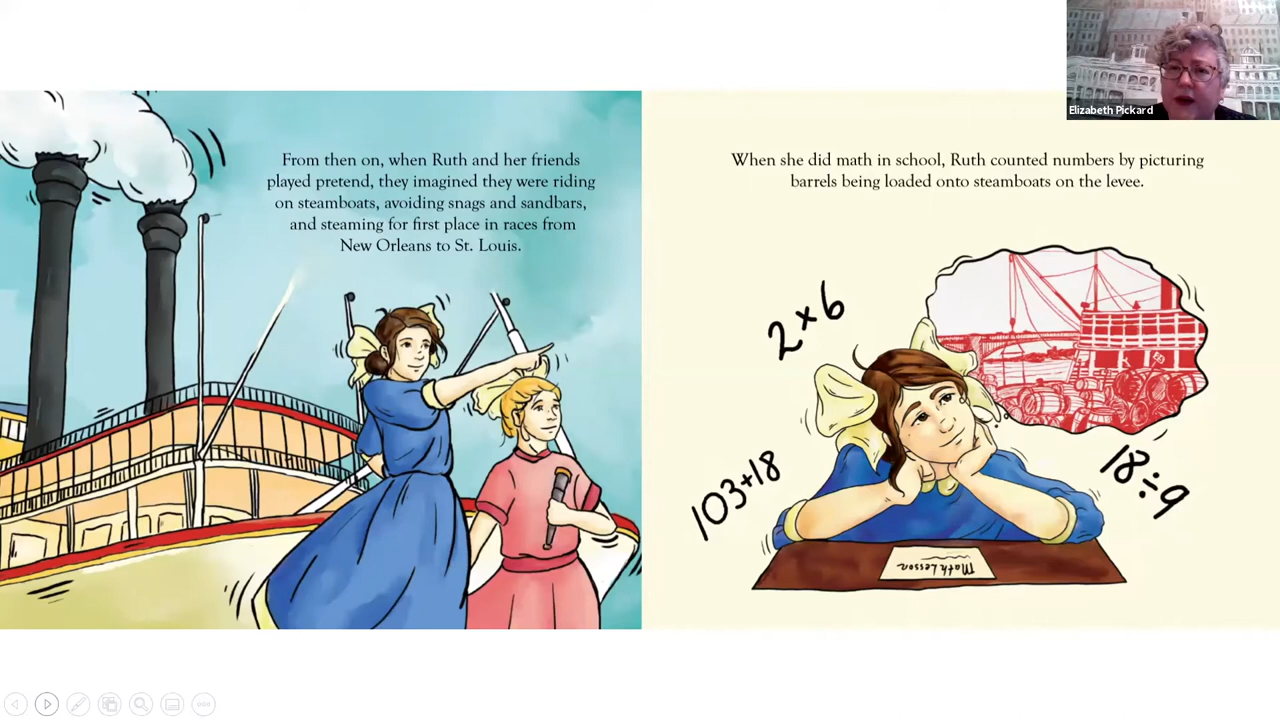 Elizabeth Pickard
From then on, when Ruth and her friends
played pretend, they imagined they were riding
on steamboats, avoiding snags and sandbars,
and steaming for first place in races from
New Orleans to St. Louis.
When she did math in school, Ruth counted numbers by picturing
barrels being loaded onto steamboats on the levee.
2×6
103+18
18÷9
Math Lesson